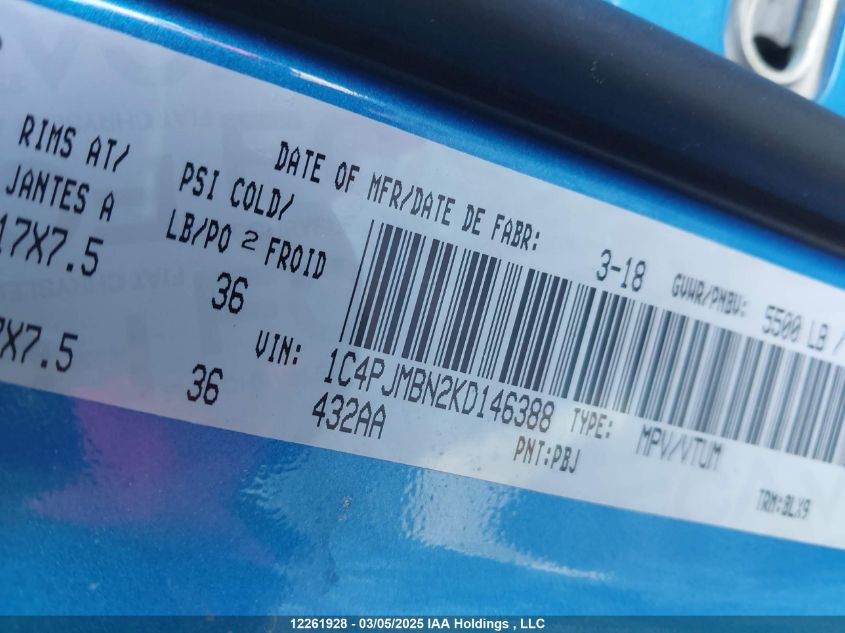 RIMS AT/
JANTES A
17X7.5
PSI COLD/
LB/PO 2 FROID
36
36
DATE OF MFR/DATE DE FABR: 3-18 GVWR/PMBV: 5500 LB /
VIN: 1C4PJMBN2KD146388 TYPE: MPV/VTUM
432AA PNT:PBJ TRM:BLX9
X7.5
12261928 - 03/05/2025 IAA Holdings , LLC